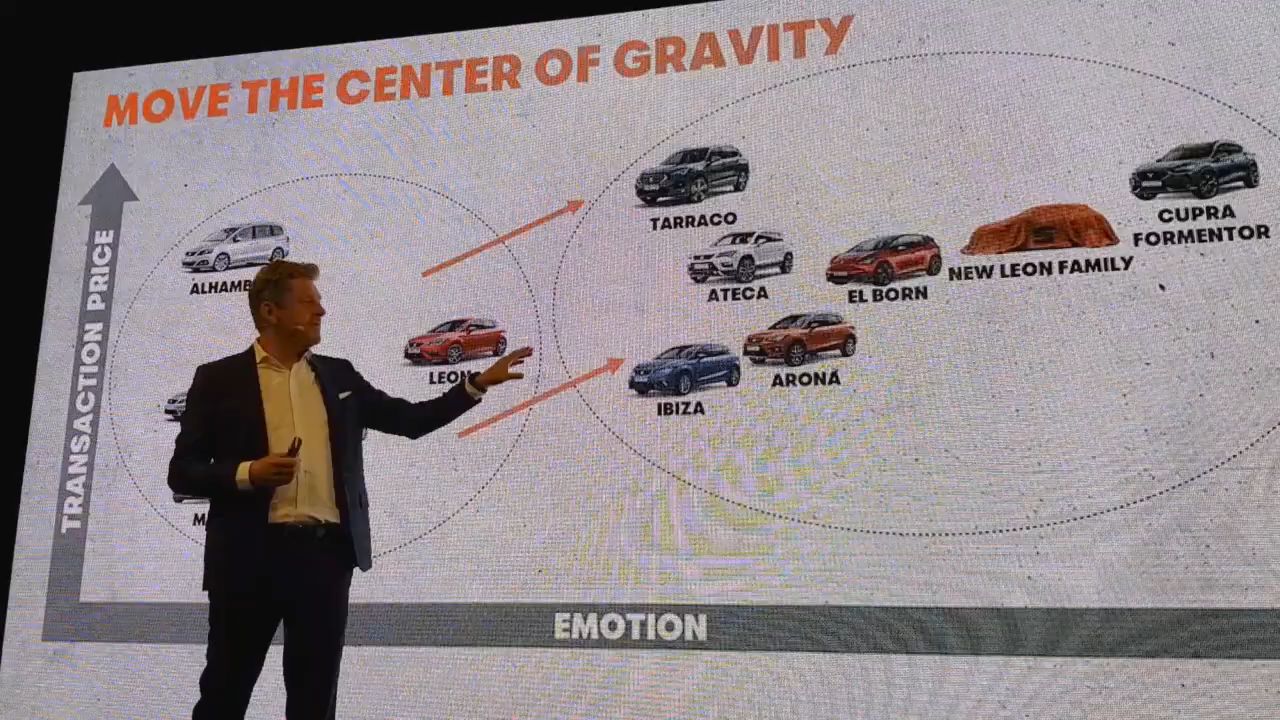 MOVE THE CENTER OF GRAVITY
TRANSACTION PRICE
TARRACO
CUPRA
FORMENTOR
NEW LEON FAMILY
ATECA
EL BORN
LEON
ARONA
IBIZA
EMOTION